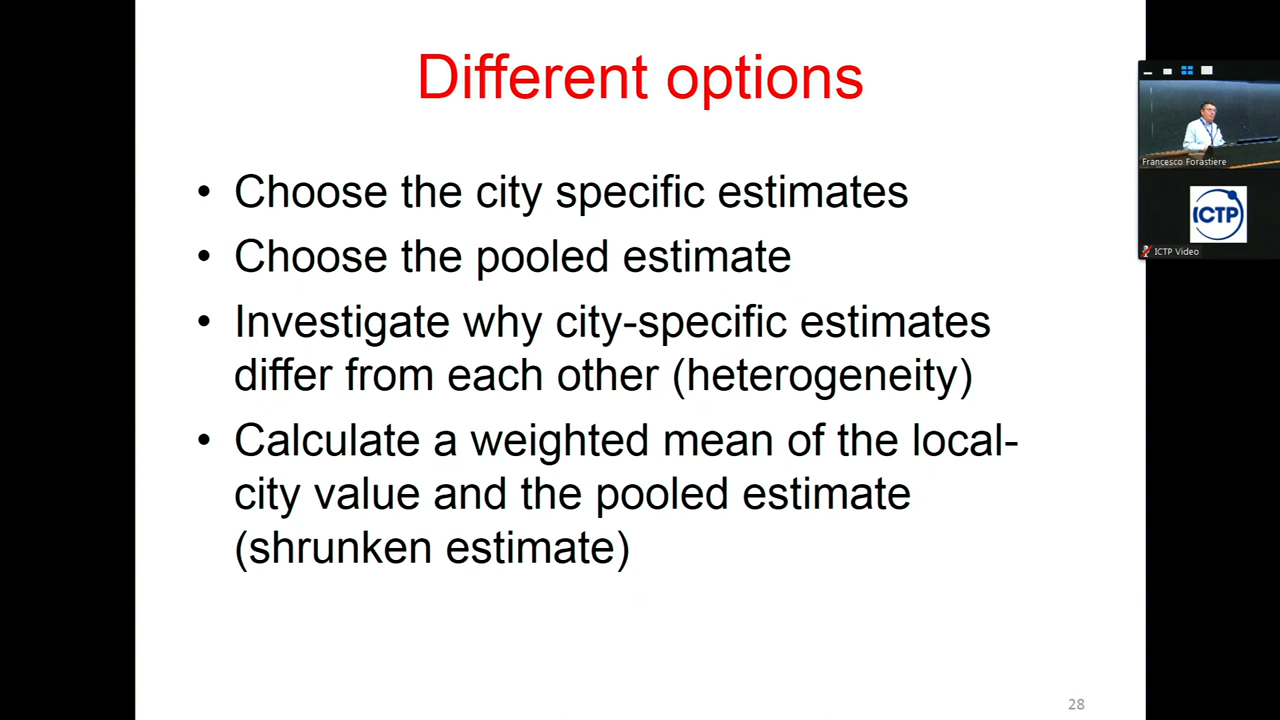 Different options
• Choose the city specific estimates
• Choose the pooled estimate
• Investigate why city-specific estimates
differ from each other (heterogeneity)
• Calculate a weighted mean of the local-
city value and the pooled estimate
(shrunken estimate)
28
Francesco Forastiere
ICTP
ICTP Video